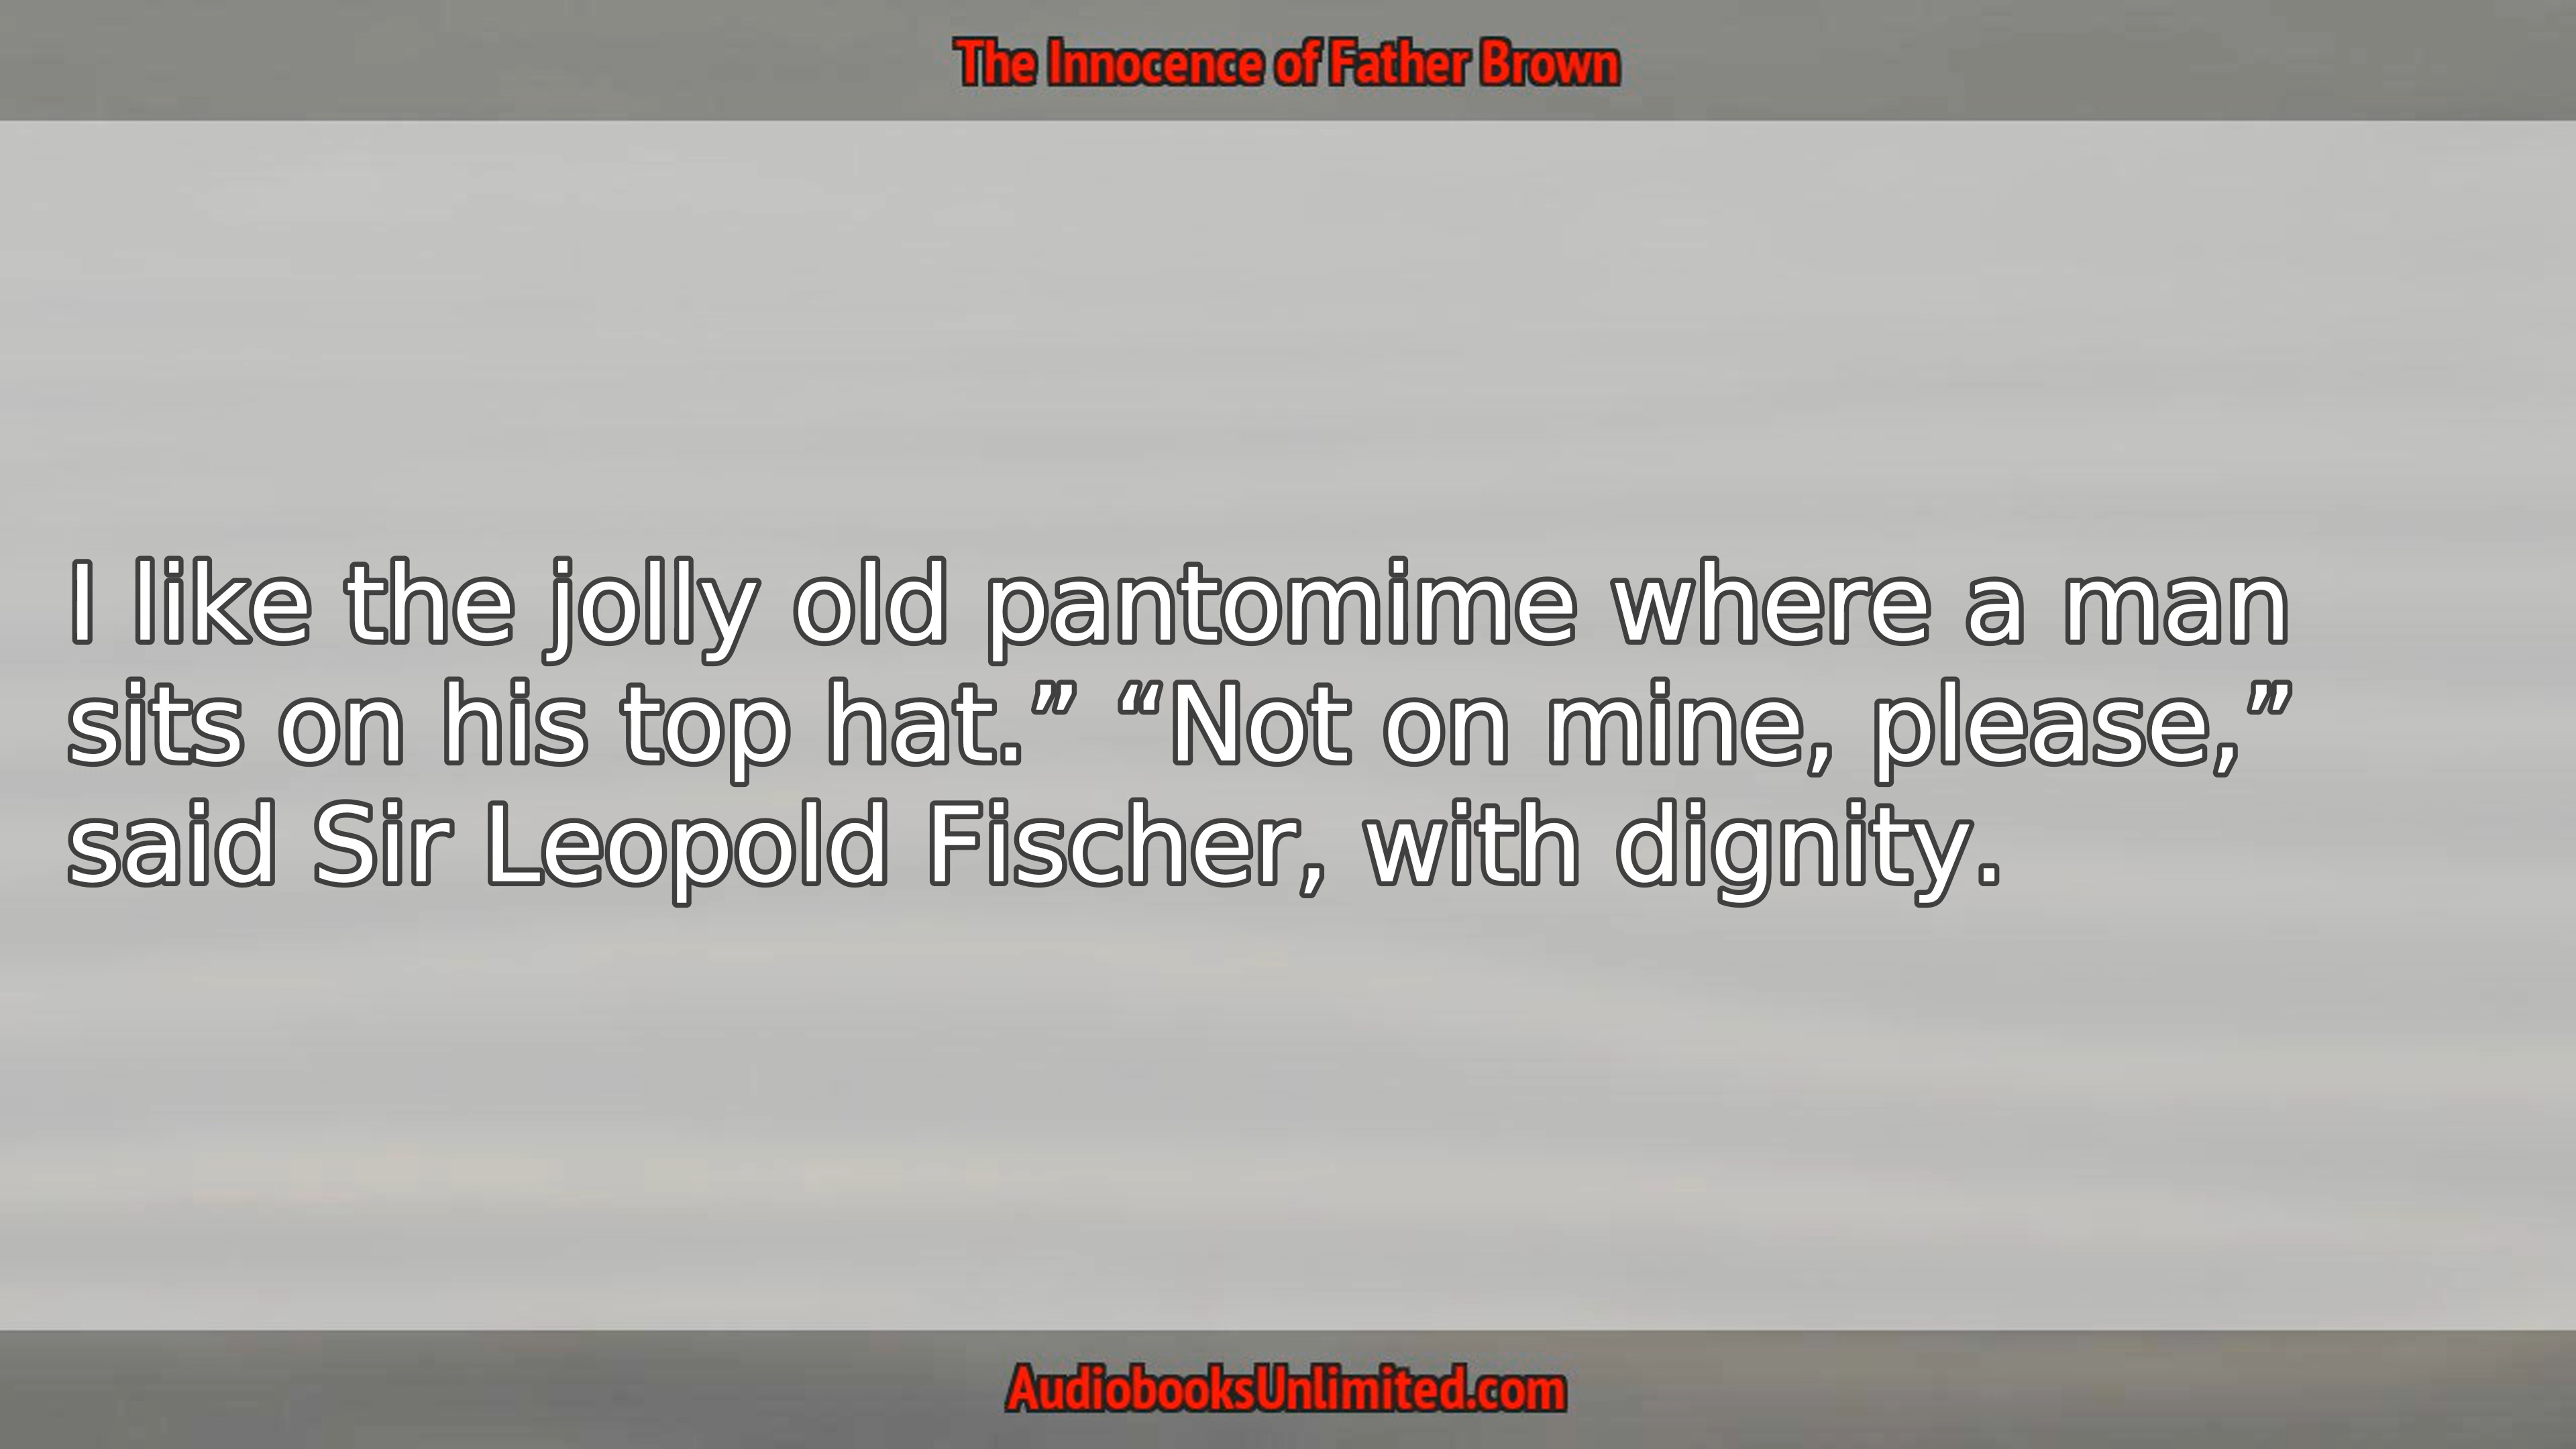 The Innocence of Father Brown
I like the jolly old pantomime where a man
sits on his top hat.” “Not on mine, please,”
said Sir Leopold Fischer, with dignity.
AudiobooksUnlimited.com